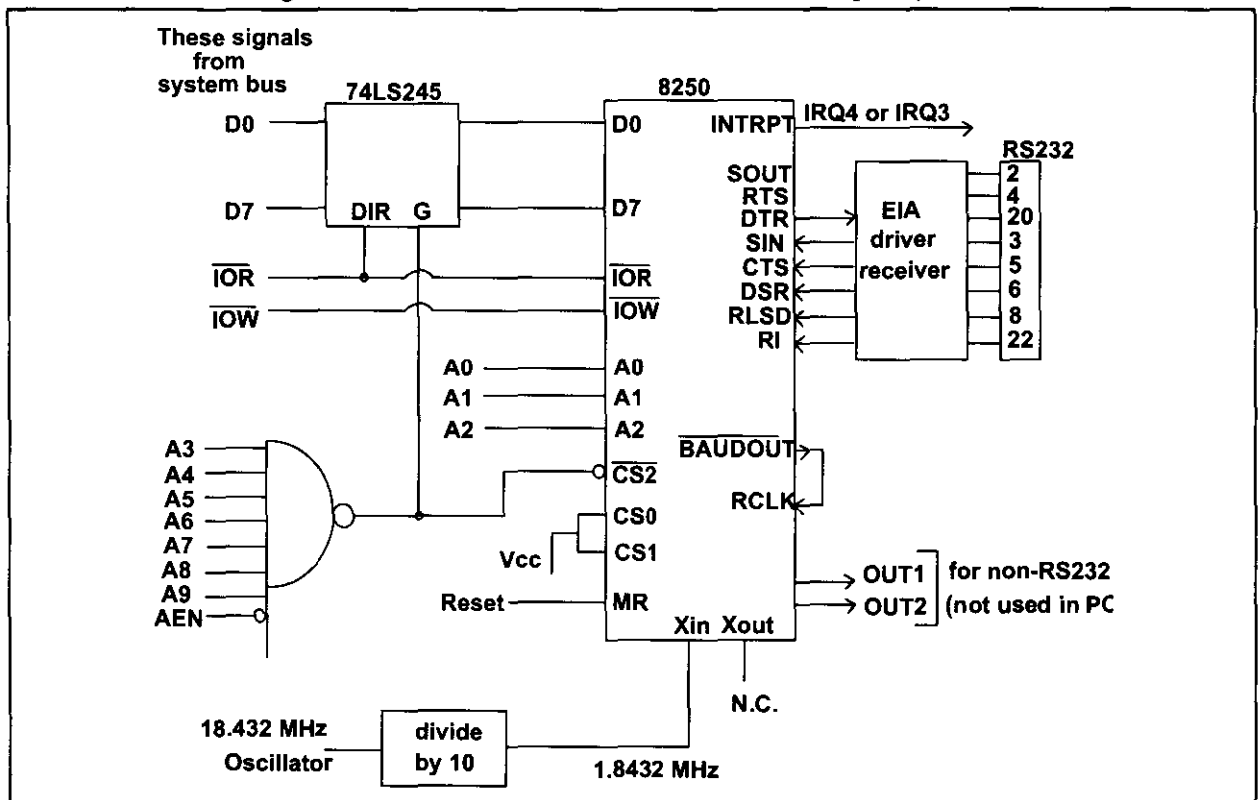 These signals
from
system bus
74LS245
8250
D0
D0
INTRPT
IRQ4 or IRQ3
RS232
SOUT
2
RTS
4
D7
DIR G
D7
DTR
EIA
20
SIN
driver
3
CTS
receiver
5
IOR
IOR
DSR
6
IOW
IOW
RLSD
8
RI
22
A0
A0
A1
A1
A2
A2
A3
BAUDOUT
A4
CS2
A5
RCLK
A6
CS0
A7
Vcc
CS1
A8
OUT1 for non-RS232
A9
Reset
MR
OUT2 (not used in PC
AEN
Xin Xout
N.C.
18.432 MHz
divide
Oscillator
by 10
1.8432 MHz